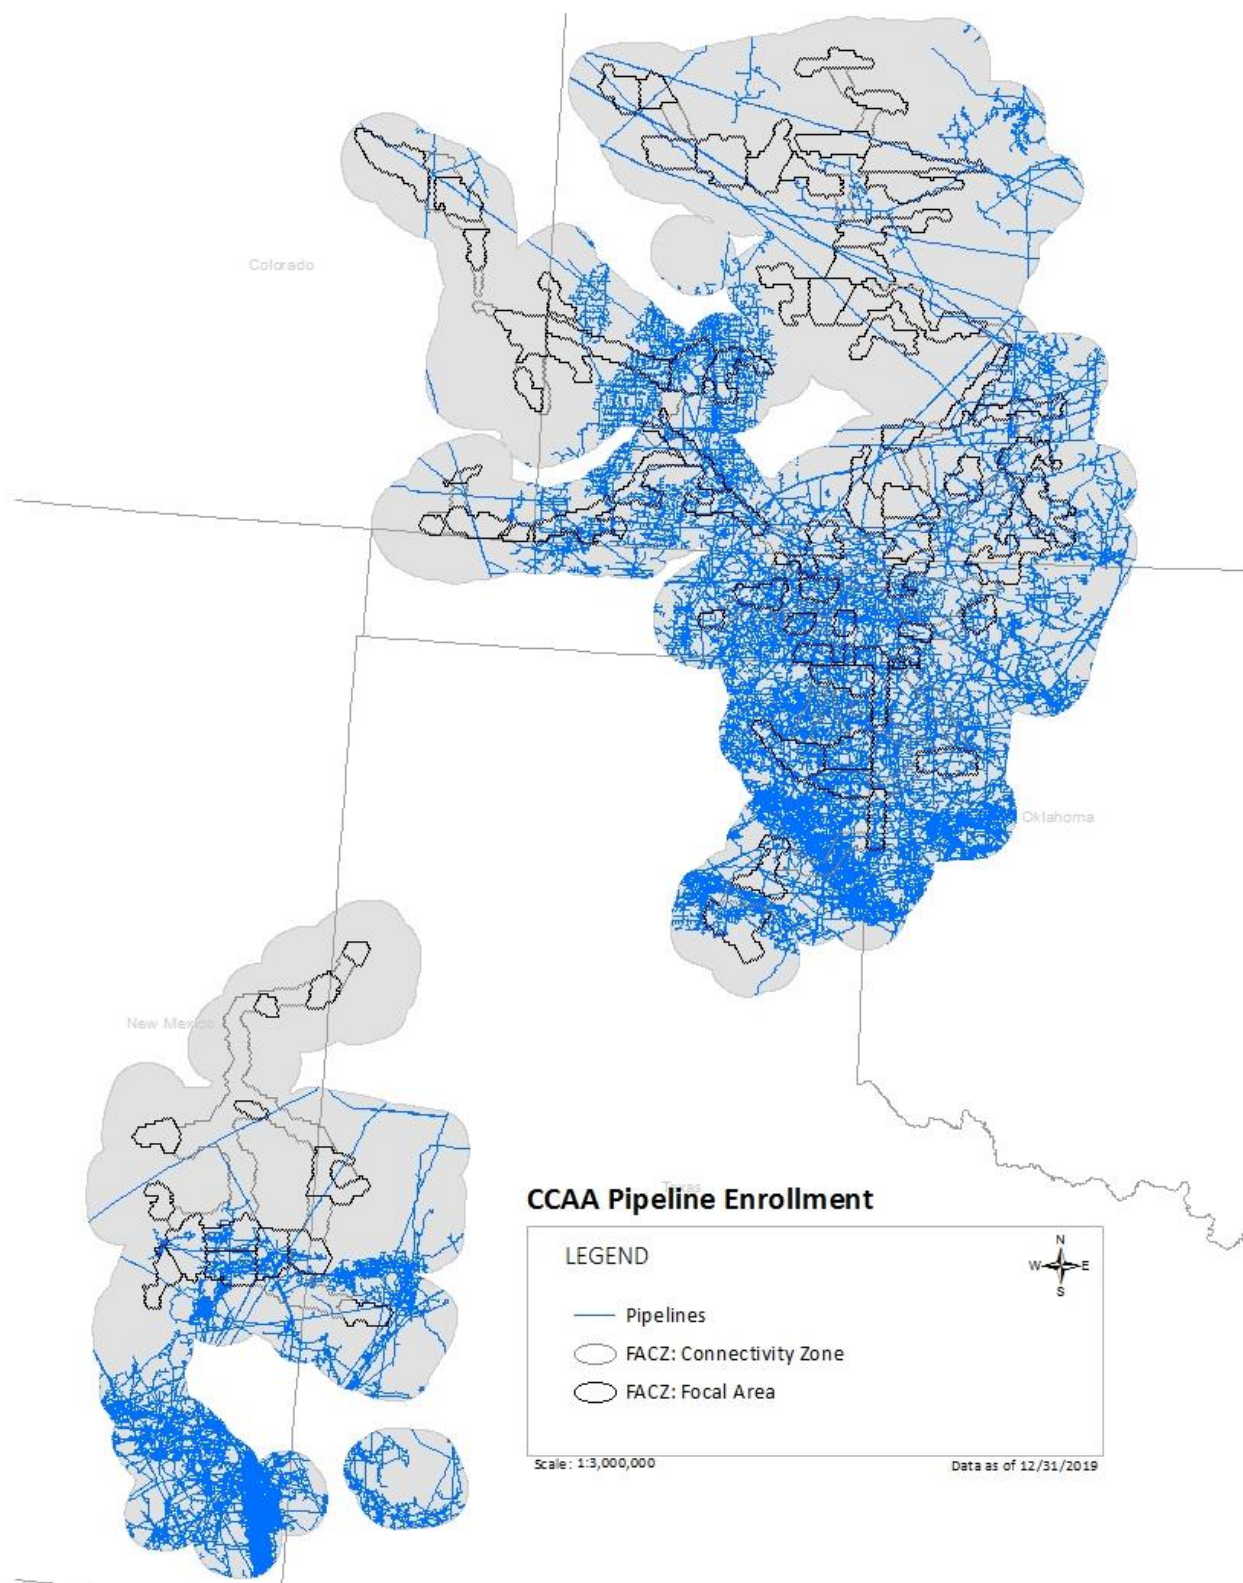 Colorado
Oklahoma
New Mexico
Texas
CCAA Pipeline Enrollment
LEGEND
N
W E
S
Pipelines
FACZ: Connectivity Zone
FACZ: Focal Area
Scale: 1:3,000,000
Data as of 12/31/2019